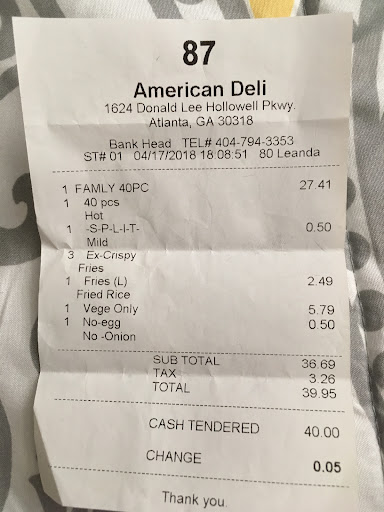 87
American Deli
1624 Donald Lee Hollowell Pkwy.
Atlanta, GA 30318
Bank Head TEL# 404-794-3353
ST# 01 04/17/2018 18:08:51 80 Leanda
1 FAMLY 40PC 27.41
1 40 pcs
Hot
1 -S-P-L-I-T- 0.50
Mild
3 Ex-Crispy
Fries
1 Fries (L) 2.49
Fried Rice
1 Vege Only 5.79
1 No-egg 0.50
No -Onion
SUB TOTAL 36.69
TAX 3.26
TOTAL 39.95
CASH TENDERED 40.00
CHANGE 0.05
Thank you.